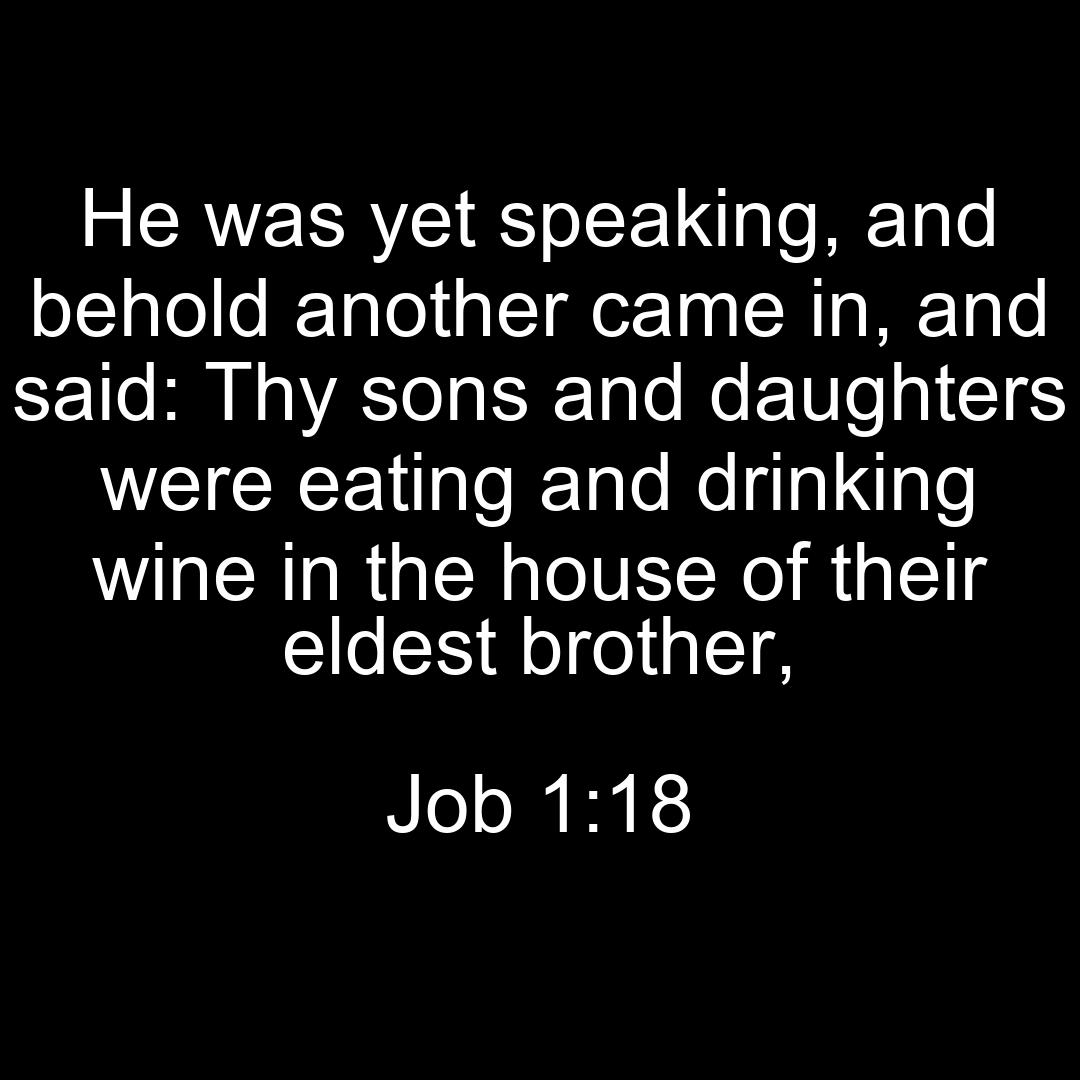 He was yet speaking, and
behold another came in, and
said: Thy sons and daughters
were eating and drinking
wine in the house of their
eldest brother,
Job 1:18